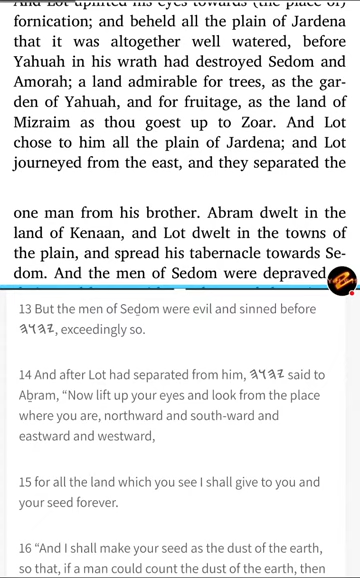 And Lot uplifted his eyes towards (the place of)
fornication; and beheld all the plain of Jardena
that it was altogether well watered, before
Yahuah in his wrath had destroyed Sedom and
Amorah; a land admirable for trees, as the gar-
den of Yahuah, and for fruitage, as the land of
Mizraim as thou goest up to Zoar. And Lot
chose to him all the plain of Jardena; and Lot
journeyed from the east, and they separated the
one man from his brother. Abram dwelt in the
land of Kenaan, and Lot dwelt in the towns of
the plain, and spread his tabernacle towards Se-
dom. And the men of Sedom were depraved
13 But the men of Seḏom were evil and sinned before
𐤉𐤄𐤅𐤄, exceedingly so.
14 And after Lot had separated from him, 𐤉𐤄𐤅𐤄 said to
Aḇram, “Now lift up your eyes and look from the place
where you are, northward and south-ward and
eastward and westward,
15 for all the land which you see I shall give to you and
your seed forever.
16 “And I shall make your seed as the dust of the earth,
so that, if a man could count the dust of the earth, then